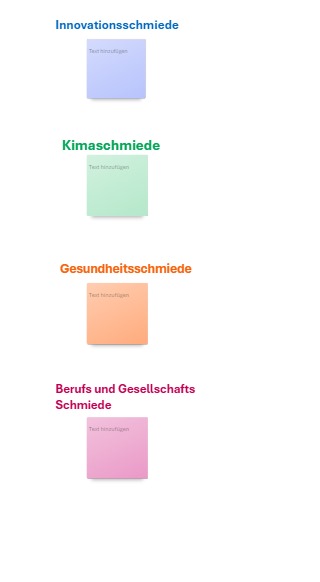 Innovationsschmiede
Text hinzufügen
Kimaschmiede
Text hinzufügen
Gesundheitsschmiede
Text hinzufügen
Berufs und Gesellschafts
Schmiede
Text hinzufügen